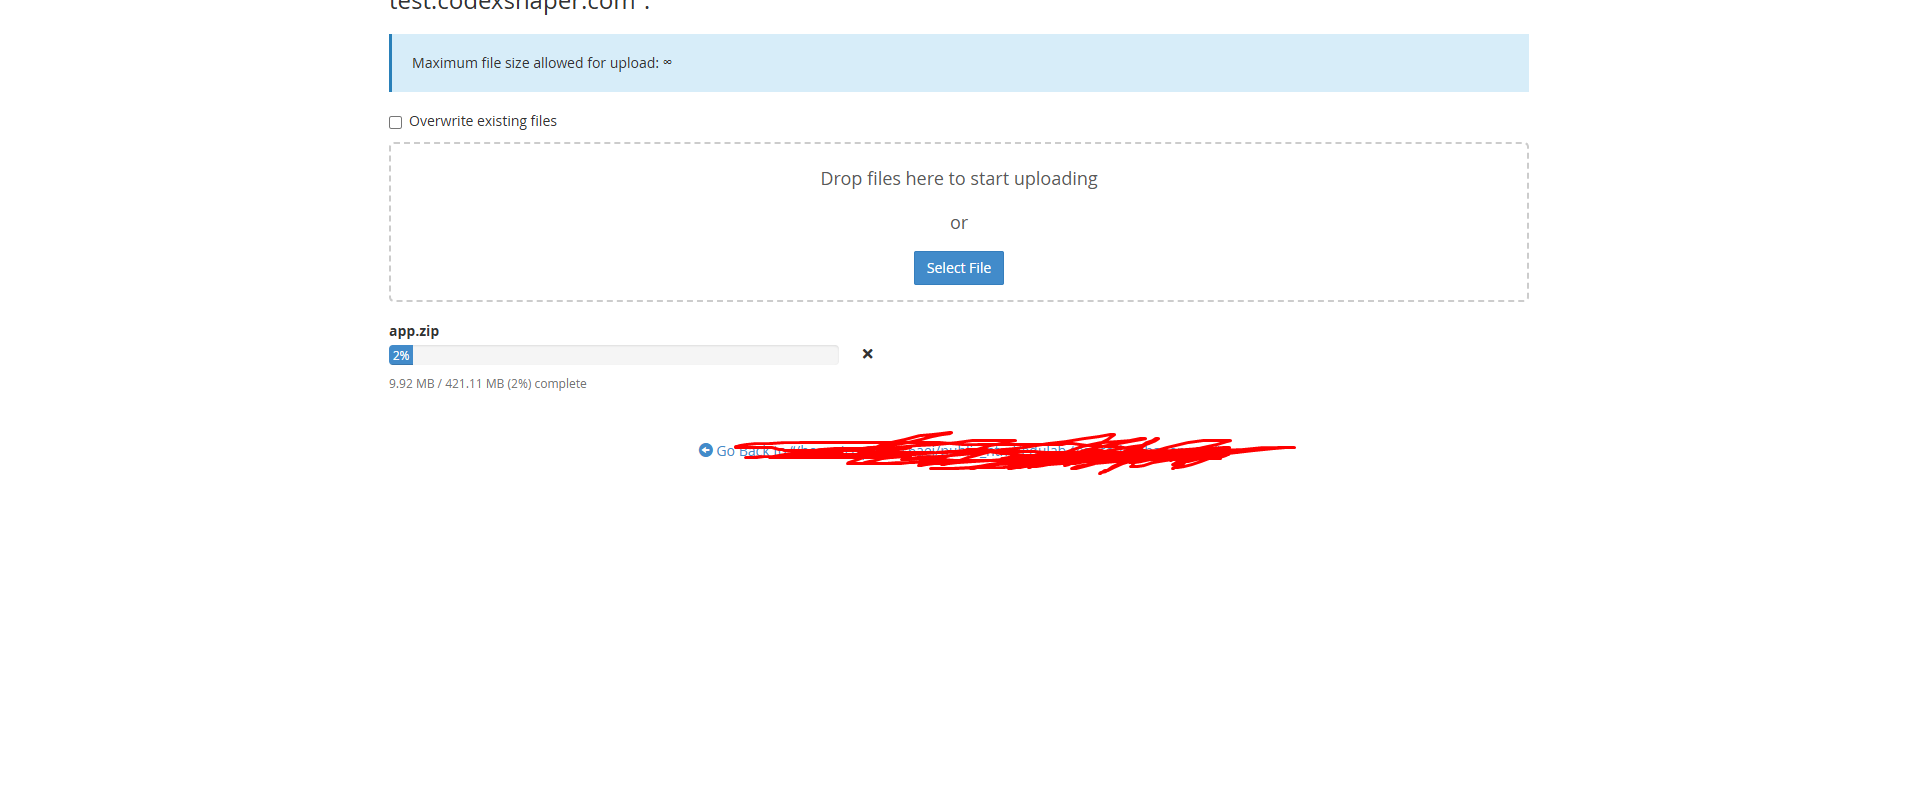 test.codexshaper.com".
Maximum file size allowed for upload: ∞
Overwrite existing files
Drop files here to start uploading
or
Select File
app.zip
2%
9.92 MB / 421.11 MB (2%) complete
Go Back